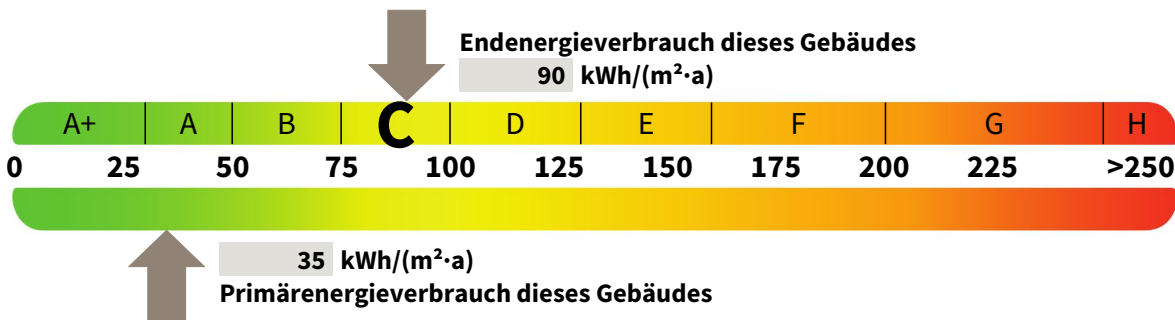 Endenergieverbrauch dieses Gebäudes
90 kWh/(m²·a)
A+ A B C D E F G H
0 25 50 75 100 125 150 175 200 225 >250
35 kWh/(m²·a)
Primärenergieverbrauch dieses Gebäudes